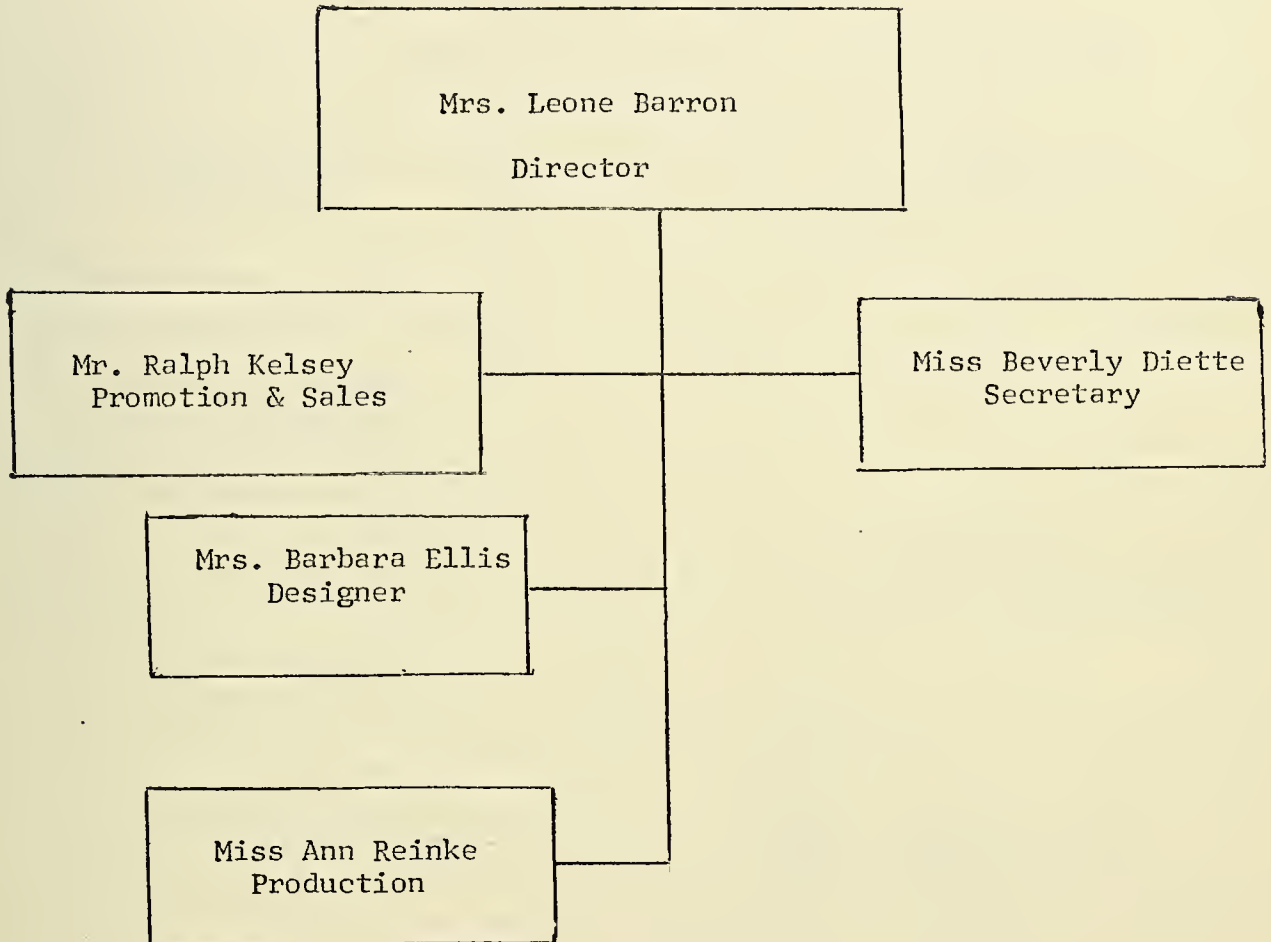 Mrs. Leone Barron
Director
Mr. Ralph Kelsey
Promotion & Sales
Miss Beverly Diette
Secretary
Mrs. Barbara Ellis
Designer
Miss Ann Reinke
Production